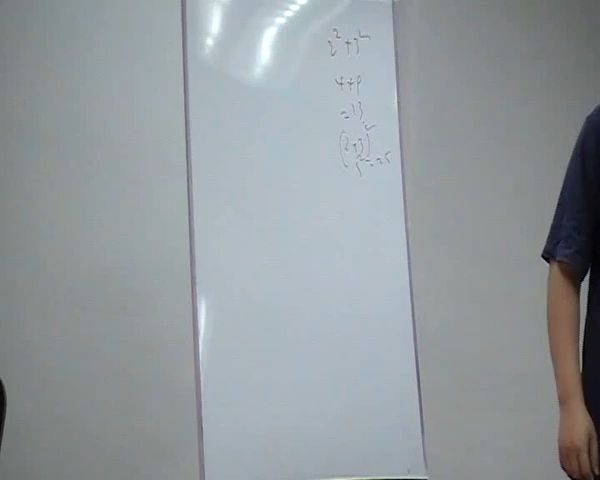 2² + 3²
4+9
=13
(2+3)²
5²=25